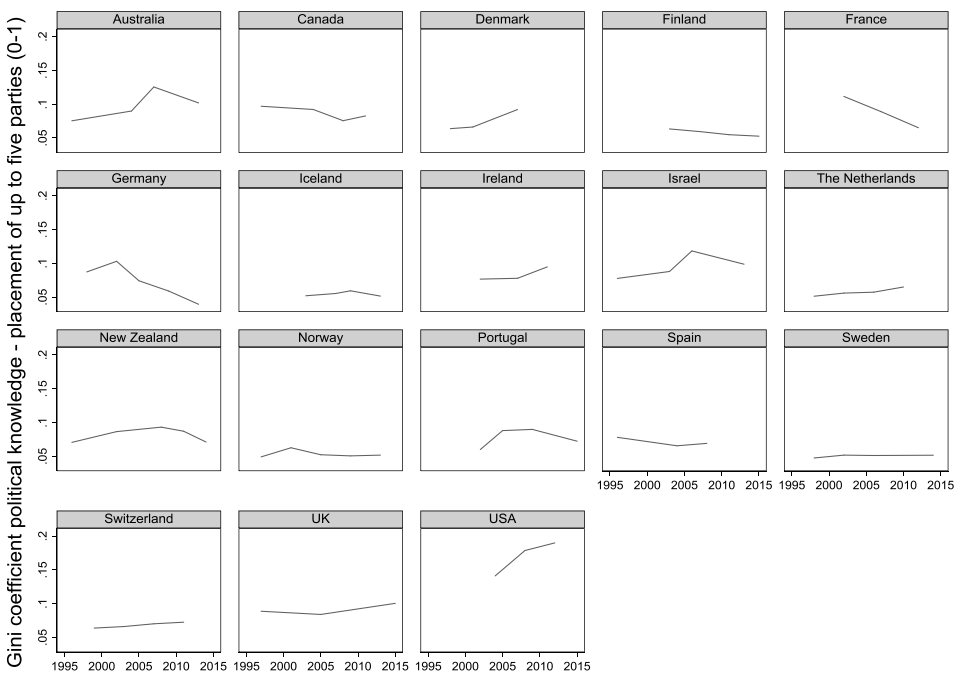 Gini coefficient political knowledge - placement of up to five parties (0-1)
Australia Canada Denmark Finland France
.2
.15
.1
.05
Germany Iceland Ireland Israel The Netherlands
.2
.15
.1
.05
New Zealand Norway Portugal Spain Sweden
.2
.15
.1
.05
1995 2000 2005 2010 2015 1995 2000 2005 2010 2015
Switzerland UK USA
.2
.15
.1
.05
1995 2000 2005 2010 2015 1995 2000 2005 2010 2015 1995 2000 2005 2010 2015